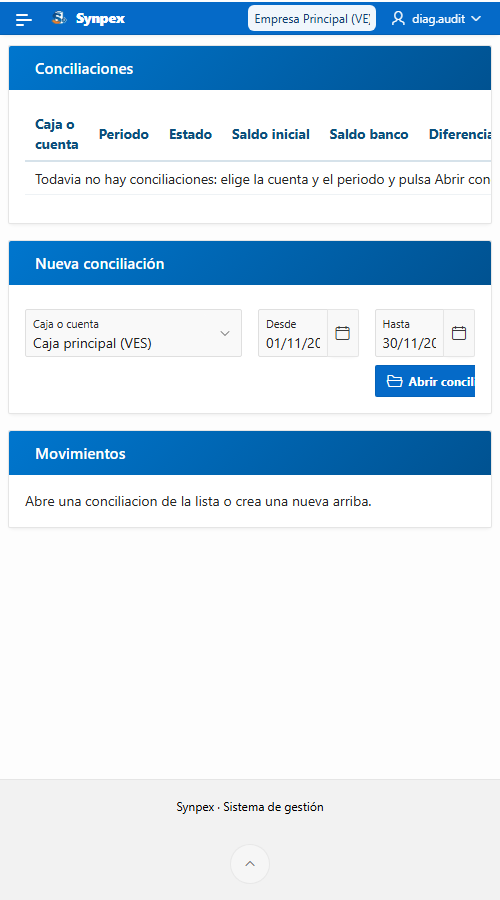 Synpex
Empresa Principal (VE
diag.audit
Conciliaciones
Caja o cuenta
Periodo
Estado
Saldo inicial
Saldo banco
Diferencia
Todavia no hay conciliaciones: elige la cuenta y el periodo y pulsa Abrir con
Nueva conciliación
Caja o cuenta
Caja principal (VES)
Desde
01/11/20
Hasta
30/11/20
Abrir concil
Movimientos
Abre una conciliacion de la lista o crea una nueva arriba.
Synpex · Sistema de gestión